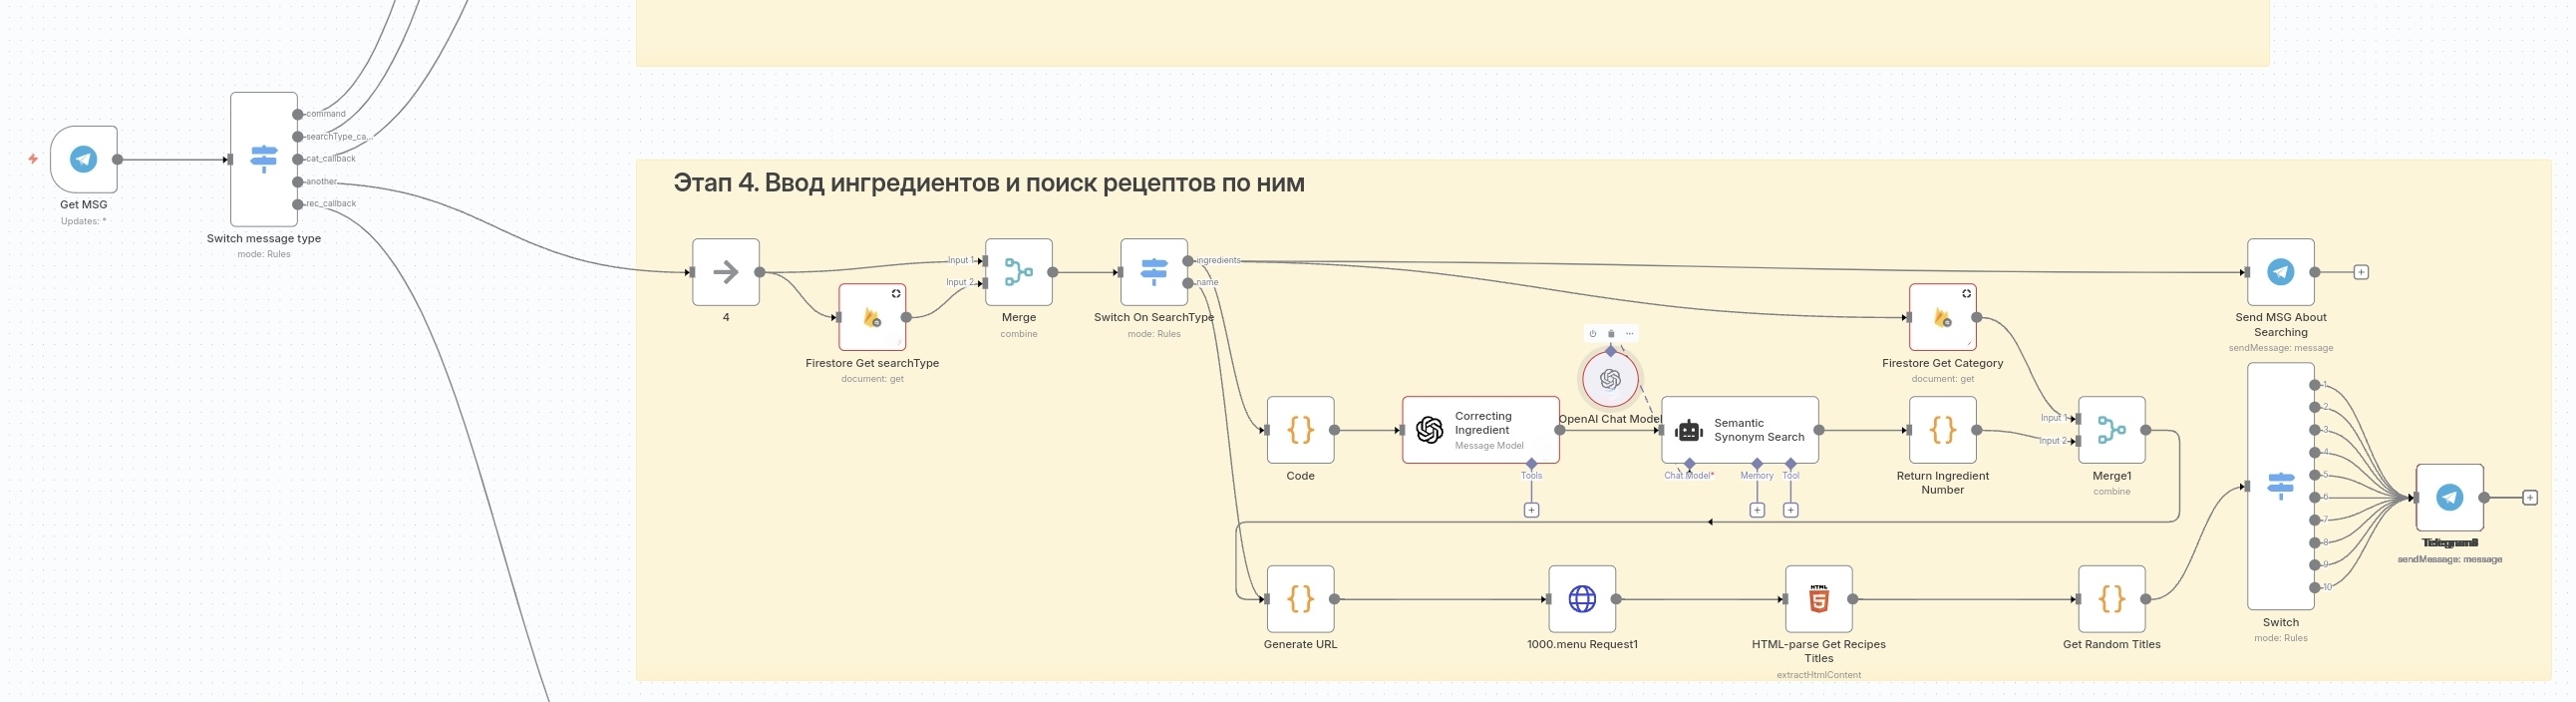 command
searchType_ca...
cat_callback
another
rec_callback
Get MSG
Updates: *
Switch message type
mode: Rules
Этап 4. Ввод ингредиентов и поиск рецептов по ним
4
Firestore Get searchType
document: get
Input 1
Input 2
Merge
combine
ingredients
name
Switch On SearchType
mode: Rules
Send MSG About
Searching
sendMessage: message
Firestore Get Category
document: get
Code
Correcting
Ingredient
Message Model
Tools
OpenAI Chat Model
Semantic
Synonym Search
Chat Model*
Memory
Tool
Return Ingredient
Number
Input 1
Input 2
Merge1
combine
Generate URL
1000.menu Request1
HTML
HTML-parse Get Recipes
Titles
extractHtmlContent
Get Random Titles
1
2
3
4
5
6
7
8
9
10
Switch
mode: Rules
sendMessage: message